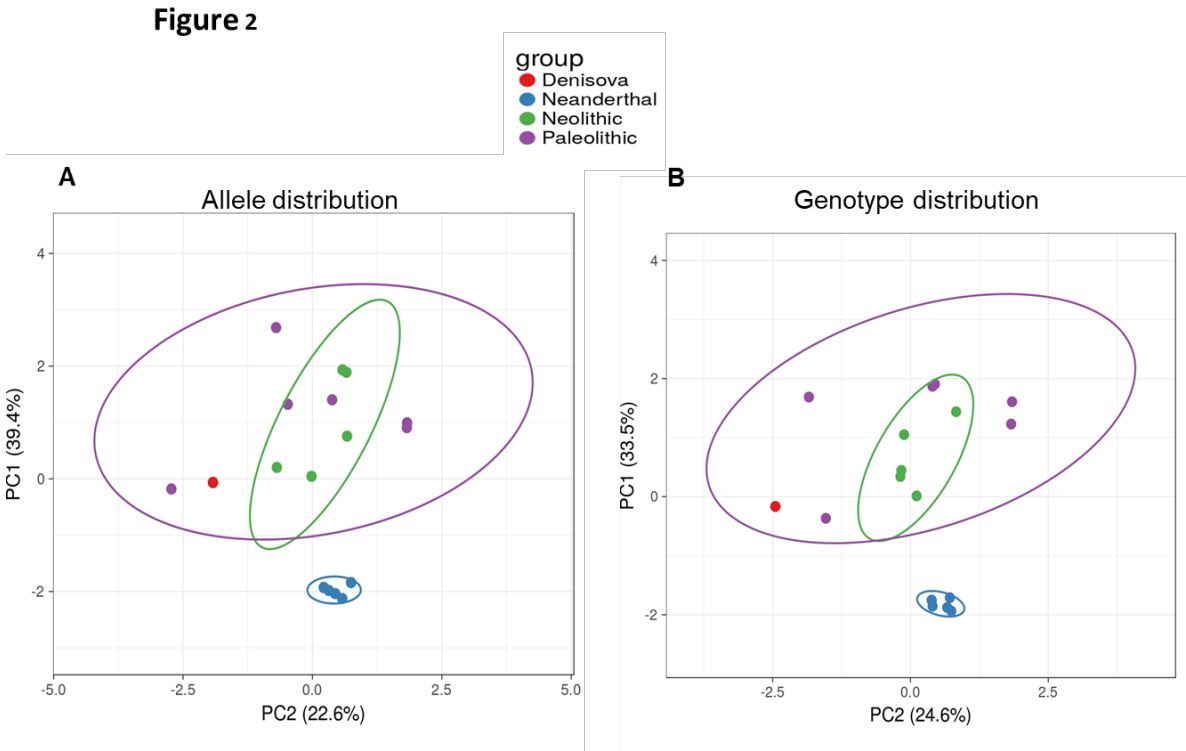 Figure 2
group
Denisova
Neanderthal
Neolithic
Paleolithic
A
Allele distribution
4
2
0
-2
PC1 (39.4%)
-5.0 -2.5 0.0 2.5 5.0
PC2 (22.6%)
B
Genotype distribution
4
2
0
-2
PC1 (33.5%)
-2.5 0.0 2.5
PC2 (24.6%)